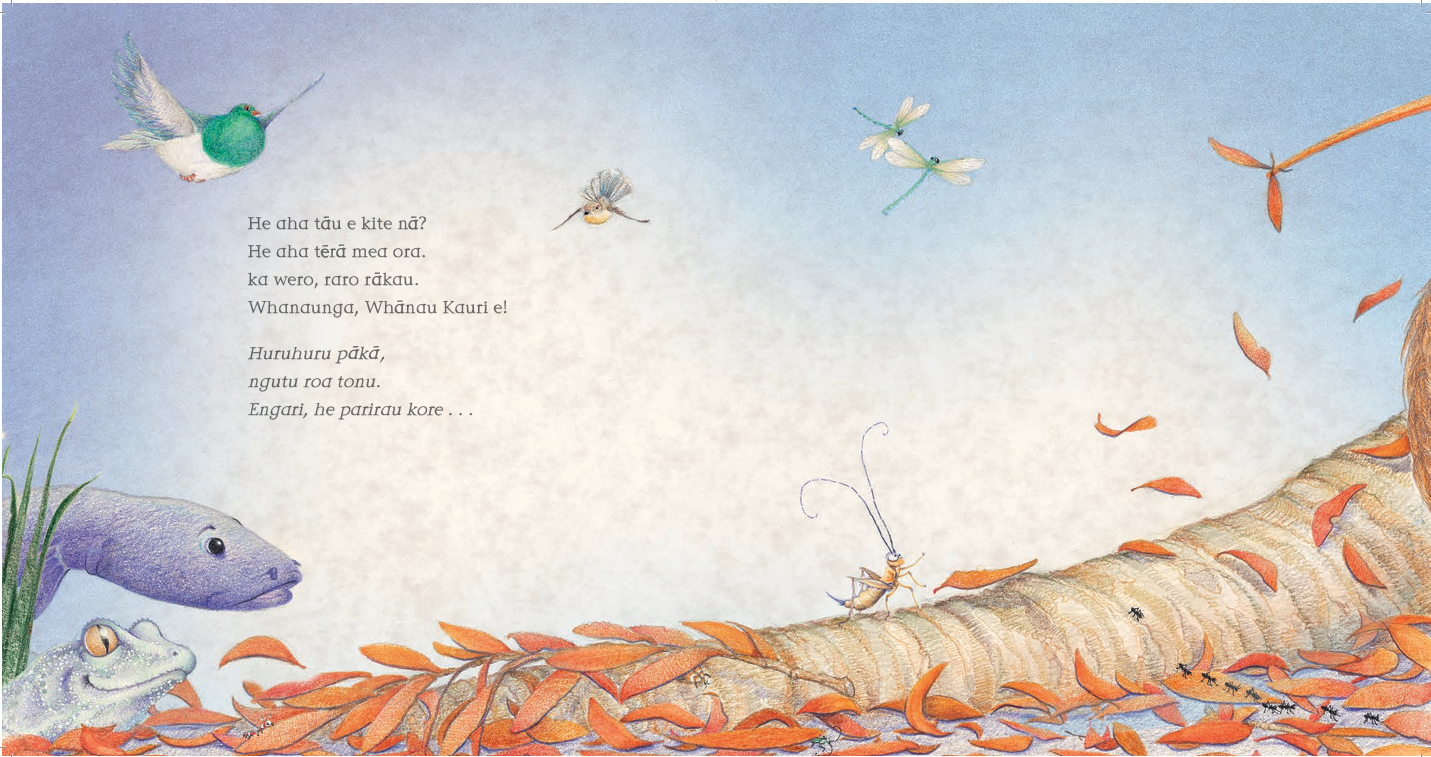 He aha tāu e kite nā?
He aha tērā mea ora.
ka wero, raro rākau.
Whanaunga, Whānau Kauri e!
Huruhuru pākā,
ngutu roa tonu.
Engari, he parirau kore . . .